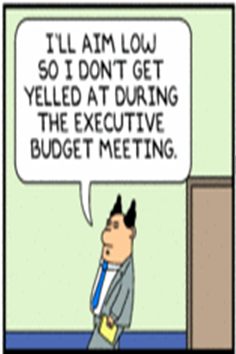 I'LL AIM LOW
SO I DON'T GET
YELLED AT DURING
THE EXECUTIVE
BUDGET MEETING.